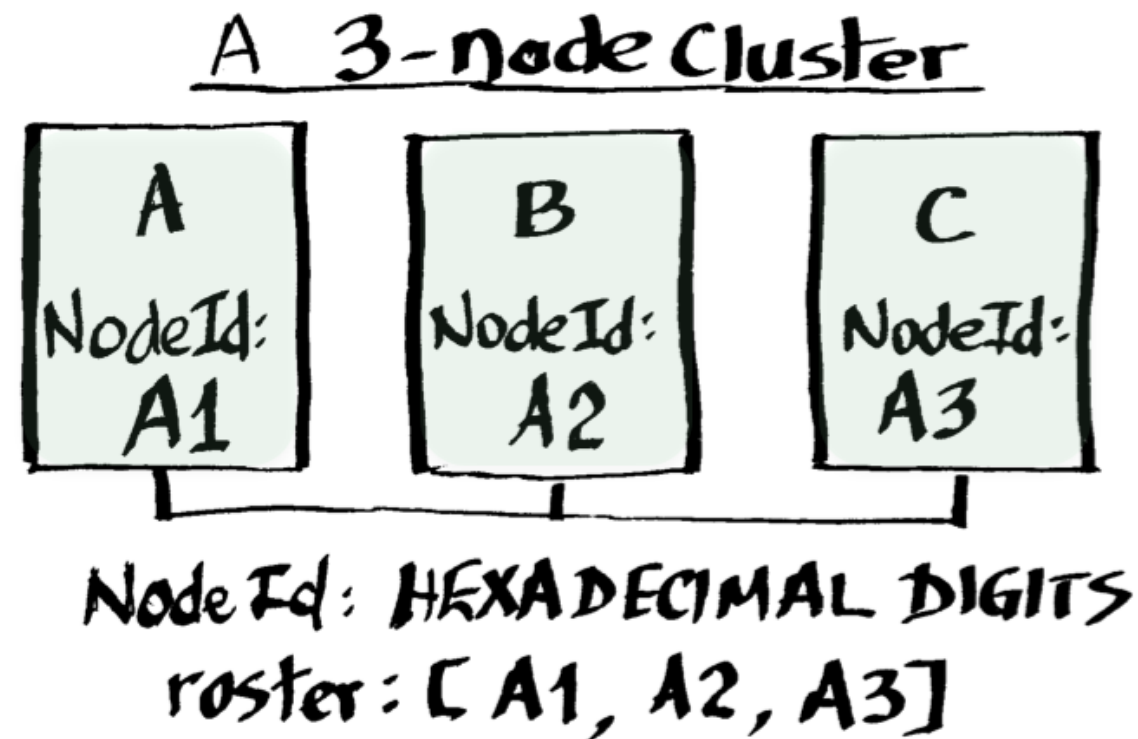 A 3-node Cluster
A
NodeId:
A1
B
NodeId:
A2
C
NodeId:
A3
NodeId: HEXADECIMAL DIGITS
roster: [A1, A2, A3]